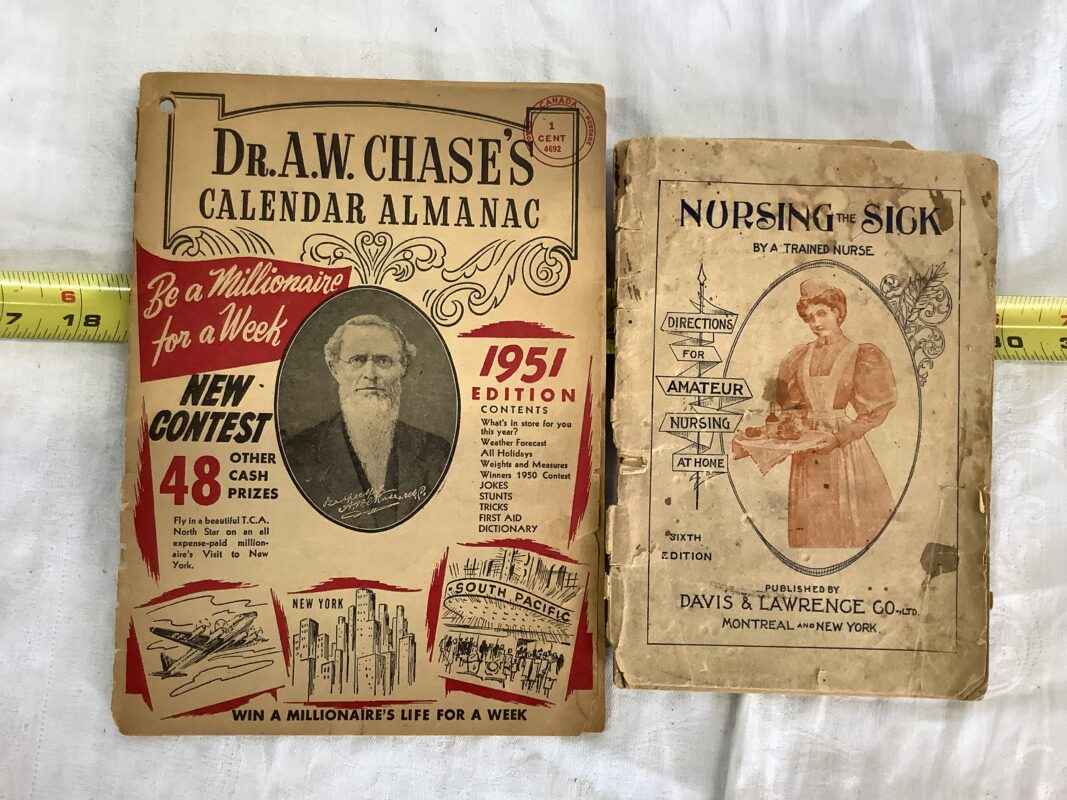 DR. A.W. CHASE'S
CALENDAR ALMANAC
CANADA
1
CENT
4692
Be a Millionaire
for a Week
NEW
CONTEST
48 OTHER
CASH
PRIZES
Fly in a beautiful T.C.A.
North Star on an all
expense-paid million-
aire's Visit to New
York.
1951
EDITION
CONTENTS
What's in store for you
this year?
Weather Forecast
All Holidays
Weights and Measures
Winners 1950 Contest
JOKES
STUNTS
TRICKS
FIRST AID
DICTIONARY
NEW YORK
SOUTH PACIFIC
WIN A MILLIONAIRE'S LIFE FOR A WEEK
NURSING THE SICK
BY A TRAINED NURSE
DIRECTIONS
FOR
AMATEUR
NURSING
AT HOME
SIXTH
EDITION
PUBLISHED BY
DAVIS & LAWRENCE CO., LTD.
MONTREAL AND NEW YORK.
6
7
18